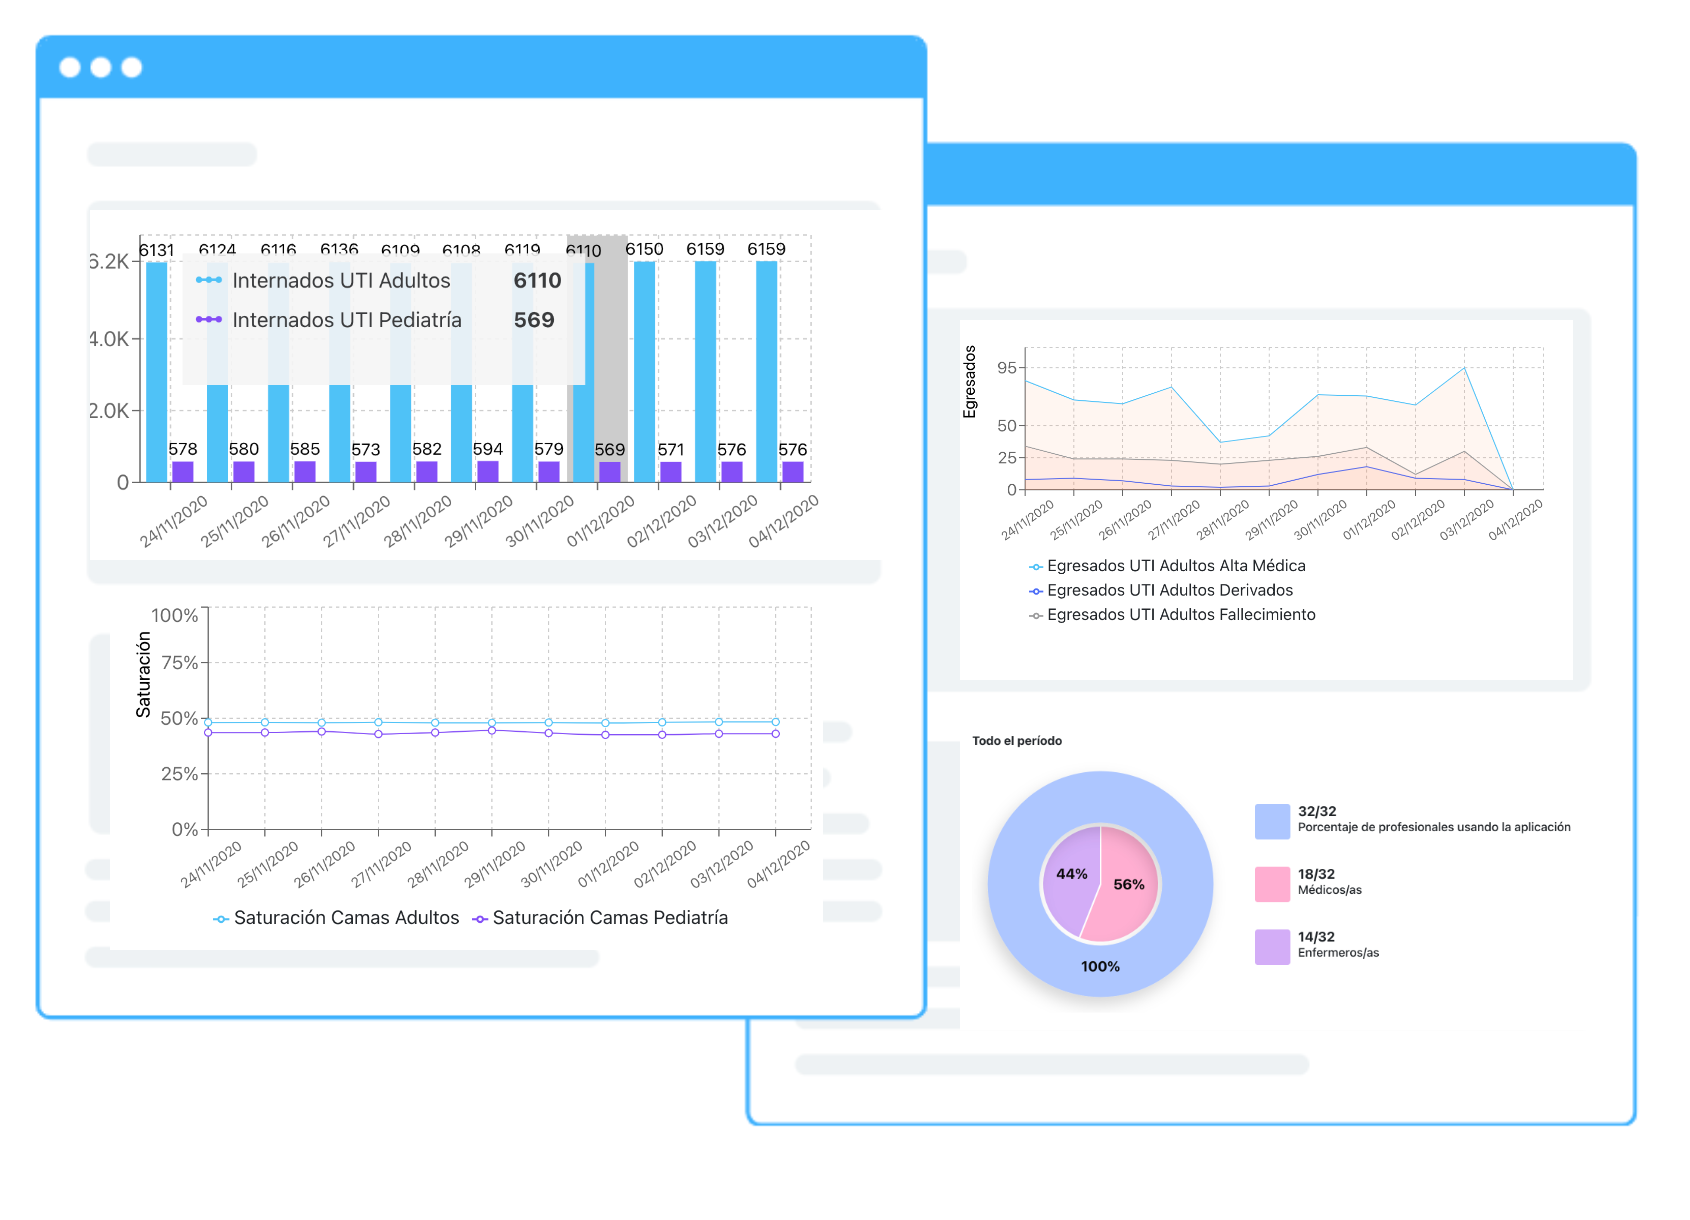 6131 6124 6116 6136 6109 6108 6119 6110 6150 6159 6159
6.2K
Internados UTI Adultos 6110
Internados UTI Pediatría 569
4.0K
2.0K
578 580 585 573 582 594 579 569 571 576 576
0
24/11/2020 25/11/2020 26/11/2020 27/11/2020 28/11/2020 29/11/2020 30/11/2020 01/12/2020 02/12/2020 03/12/2020 04/12/2020
Saturación
100%
75%
50%
25%
0%
24/11/2020 25/11/2020 26/11/2020 27/11/2020 28/11/2020 29/11/2020 30/11/2020 01/12/2020 02/12/2020 03/12/2020 04/12/2020
Saturación Camas Adultos Saturación Camas Pediatría
Egresados
95
50
25
0
24/11/2020 25/11/2020 26/11/2020 27/11/2020 28/11/2020 29/11/2020 30/11/2020 01/12/2020 02/12/2020 03/12/2020 04/12/2020
Egresados UTI Adultos Alta Médica
Egresados UTI Adultos Derivados
Egresados UTI Adultos Fallecimiento
Todo el período
44%
56%
100%
32/32
Porcentaje de profesionales usando la aplicación
18/32
Médicos/as
14/32
Enfermeros/as